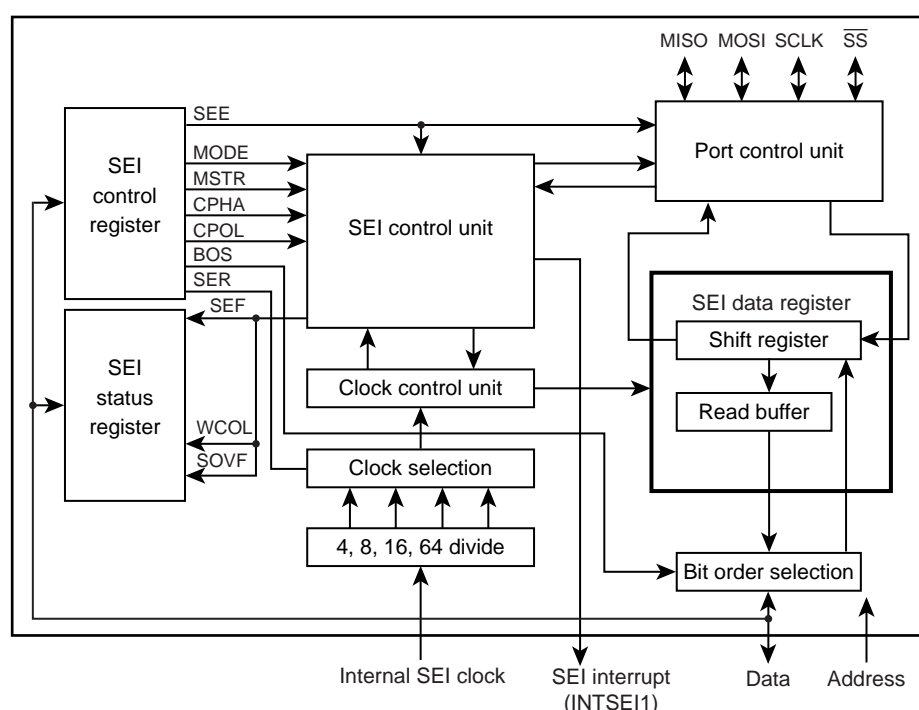 MISO MOSI SCLK SS
SEE
SEI
control
register
MODE
MSTR
CPHA
CPOL
BOS
SER
SEI control unit
Port control unit
SEF
SEI
status
register
WCOL
SOVF
SEI data register
Shift register
Read buffer
Clock control unit
Clock selection
4, 8, 16, 64 divide
Bit order selection
Internal SEI clock
SEI interrupt
(INTSEI1)
Data
Address